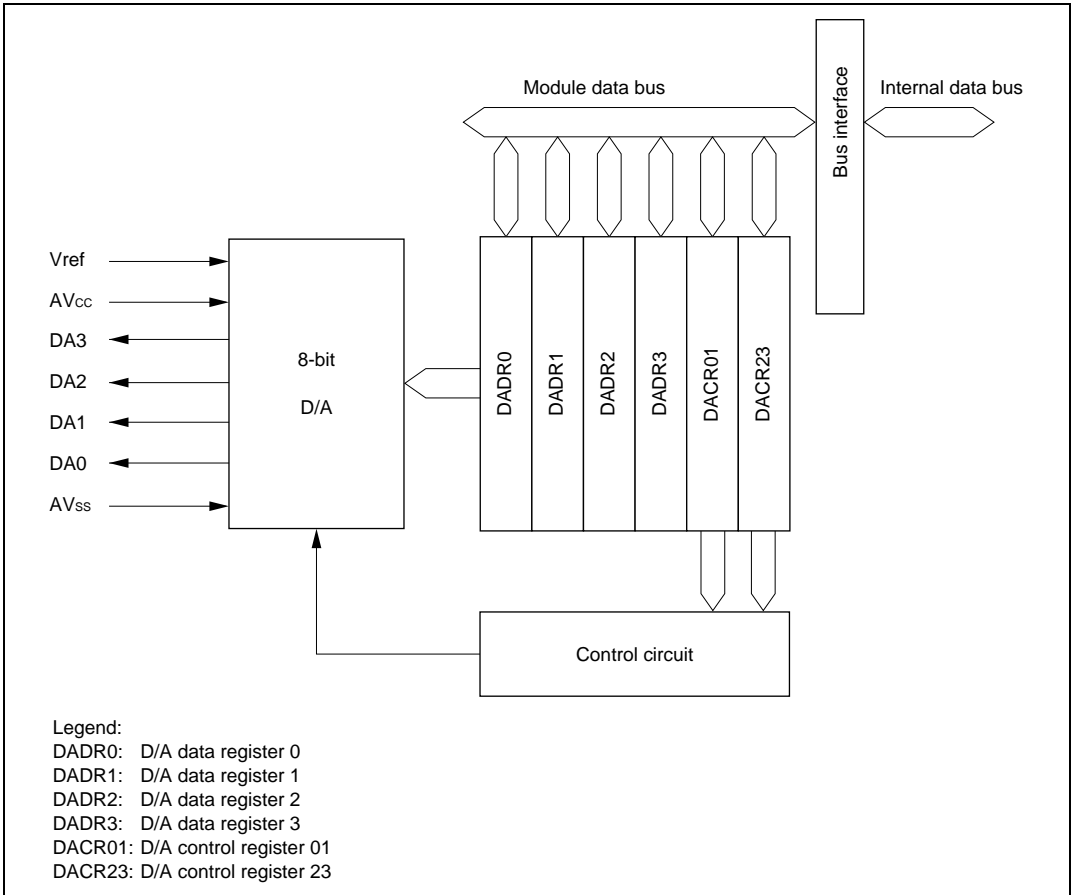 Module data bus
Internal data bus
Bus interface
Vref
AVCC
DA3
DA2
DA1
DA0
AVSS
8-bit
D/A
DADR0
DADR1
DADR2
DADR3
DACR01
DACR23
Control circuit
Legend:
DADR0: D/A data register 0
DADR1: D/A data register 1
DADR2: D/A data register 2
DADR3: D/A data register 3
DACR01: D/A control register 01
DACR23: D/A control register 23